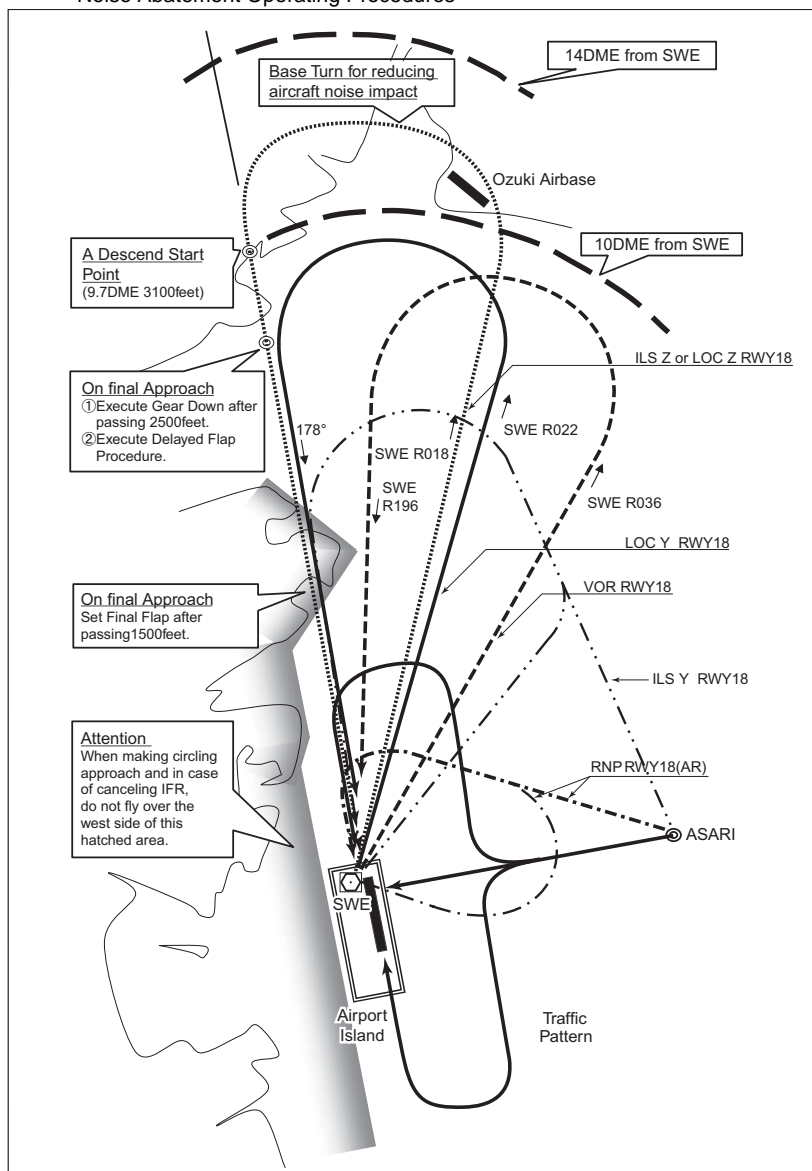 Noise Abatement Operating Procedures
14DME from SWE
Base Turn for reducing
aircraft noise impact
Ozuki Airbase
10DME from SWE
A Descend Start
Point
(9.7DME 3100feet)
ILS Z or LOC Z RWY18
On final Approach
①Execute Gear Down after
passing 2500feet.
②Execute Delayed Flap
Procedure.
178°
SWE R018
SWE R022
SWE
R196
SWE R036
LOC Y RWY18
VOR RWY18
On final Approach
Set Final Flap after
passing1500feet.
ILS Y RWY18
Attention
When making circling
approach and in case
of canceling IFR,
do not fly over the
west side of this
hatched area.
RNP RWY18(AR)
ASARI
SWE
Airport
Island
Traffic
Pattern